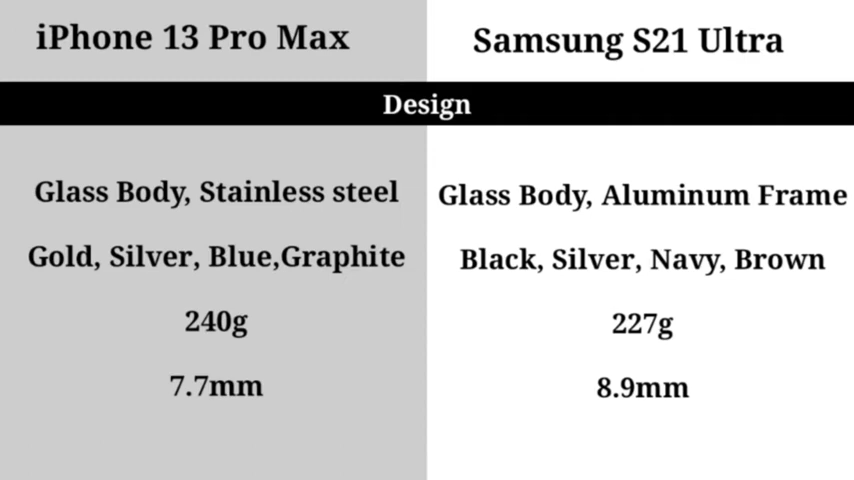 iPhone 13 Pro Max
Samsung S21 Ultra
Design
Glass Body, Stainless steel
Glass Body, Aluminum Frame
Gold, Silver, Blue,Graphite
Black, Silver, Navy, Brown
240g
227g
7.7mm
8.9mm